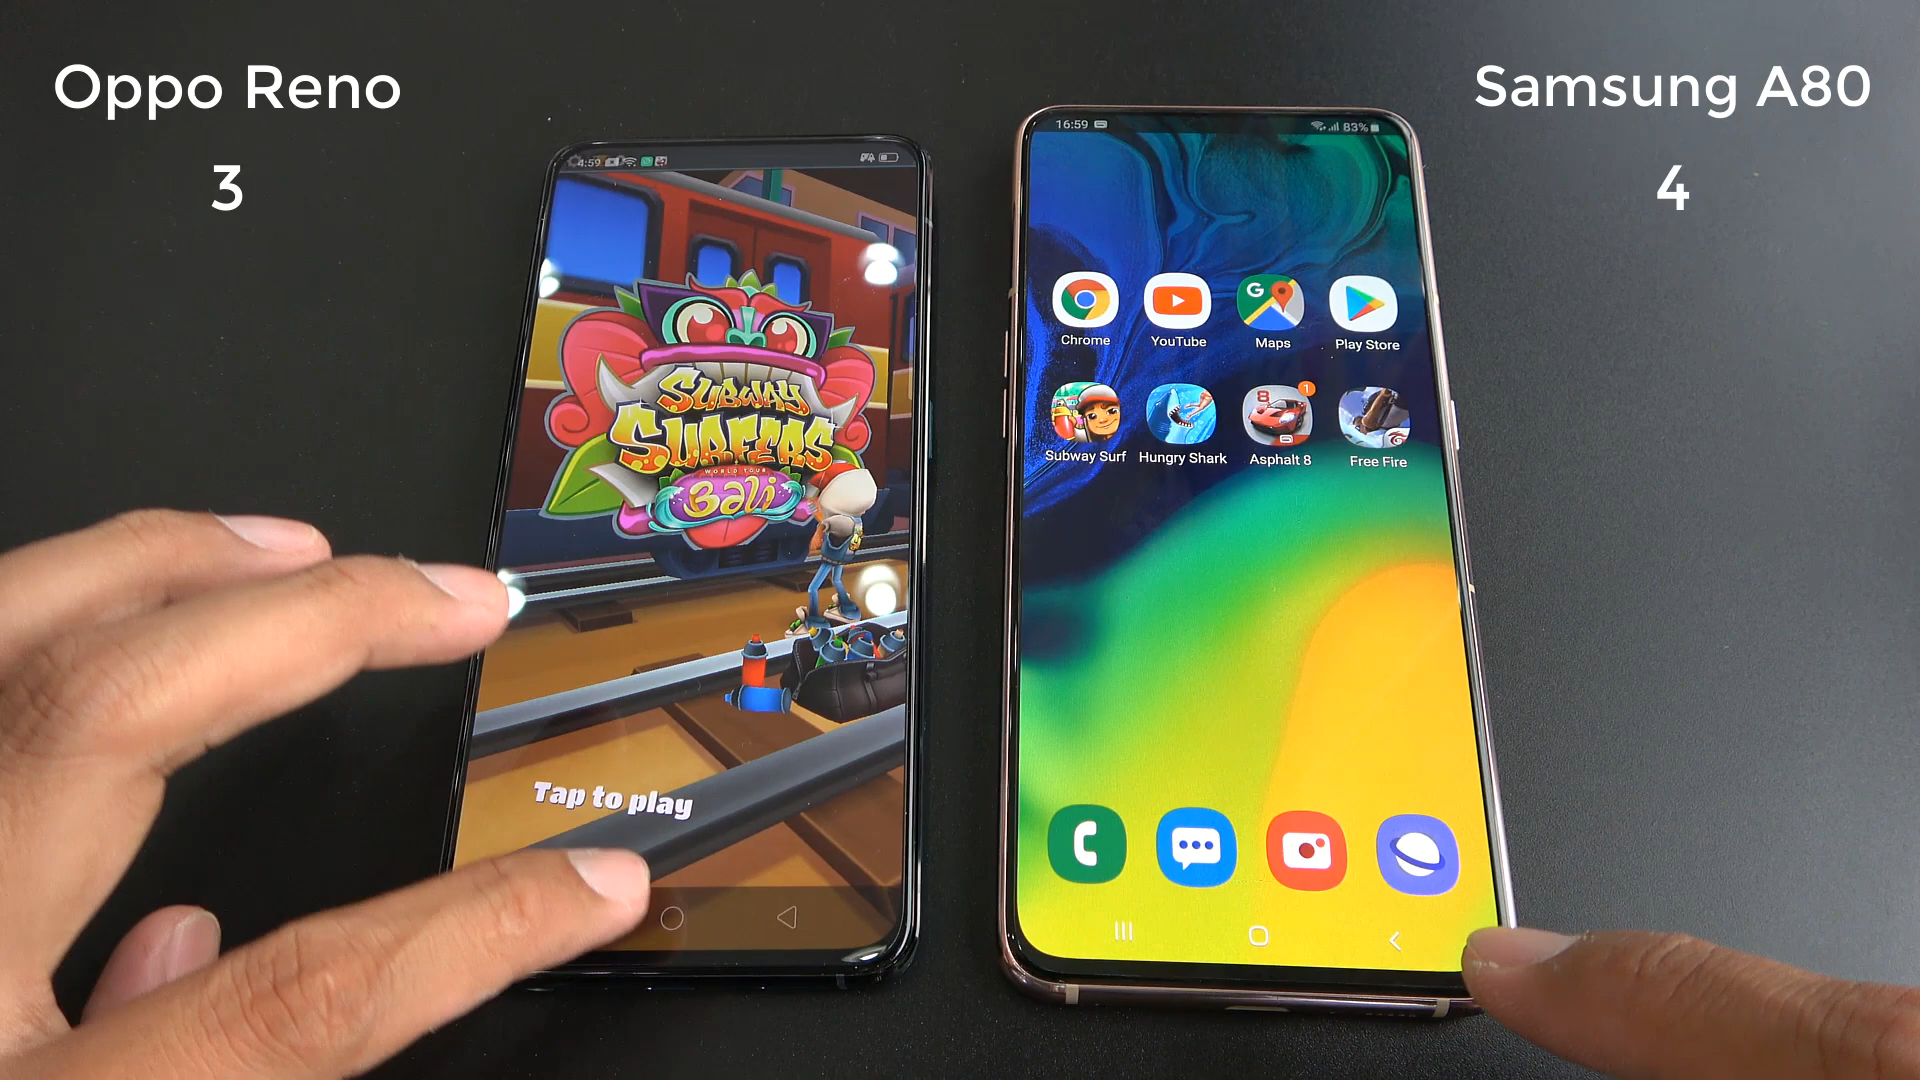 Oppo Reno
3
Samsung A80
4
4:59
SUBWAY
SURFERS
WORLD TOUR
Bali
Tap to play
16:59
83%
Chrome
YouTube
G
Maps
Play Store
8
1
Subway Surf
Hungry Shark
Asphalt 8
Free Fire